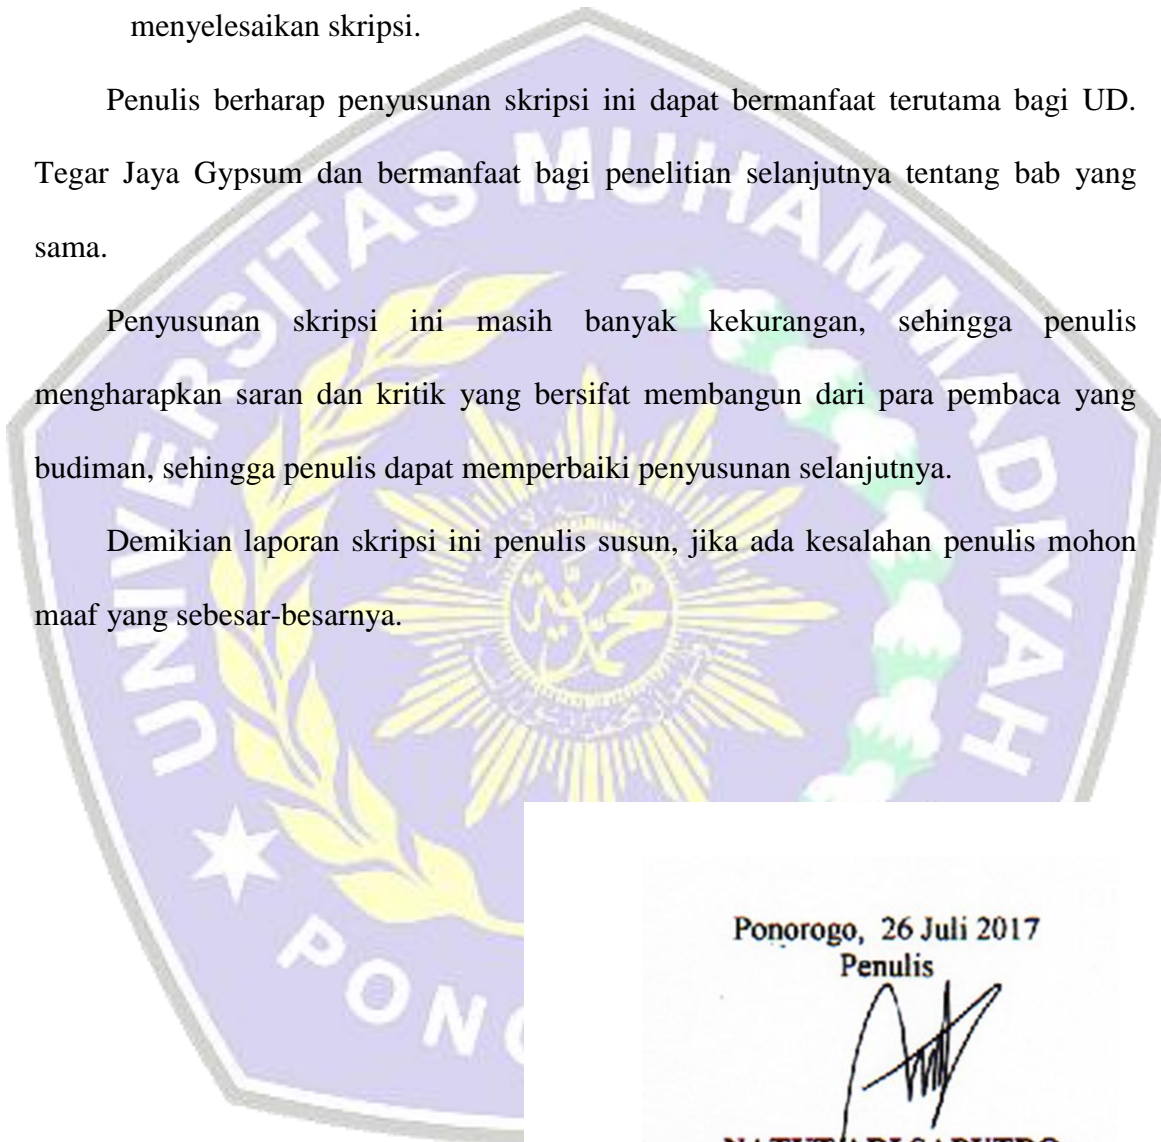 menyelesaikan skripsi.
Penulis berharap penyusunan skripsi ini dapat bermanfaat terutama bagi UD.
Tegar Jaya Gypsum dan bermanfaat bagi penelitian selanjutnya tentang bab yang
sama.
Penyusunan skripsi ini masih banyak kekurangan, sehingga penulis
mengharapkan saran dan kritik yang bersifat membangun dari para pembaca yang
budiman, sehingga penulis dapat memperbaiki penyusunan selanjutnya.
Demikian laporan skripsi ini penulis susun, jika ada kesalahan penulis mohon
maaf yang sebesar-besarnya.
UNIVERSITAS MUHAMMADIYAH
PONO
Ponorogo, 26 Juli 2017
Penulis